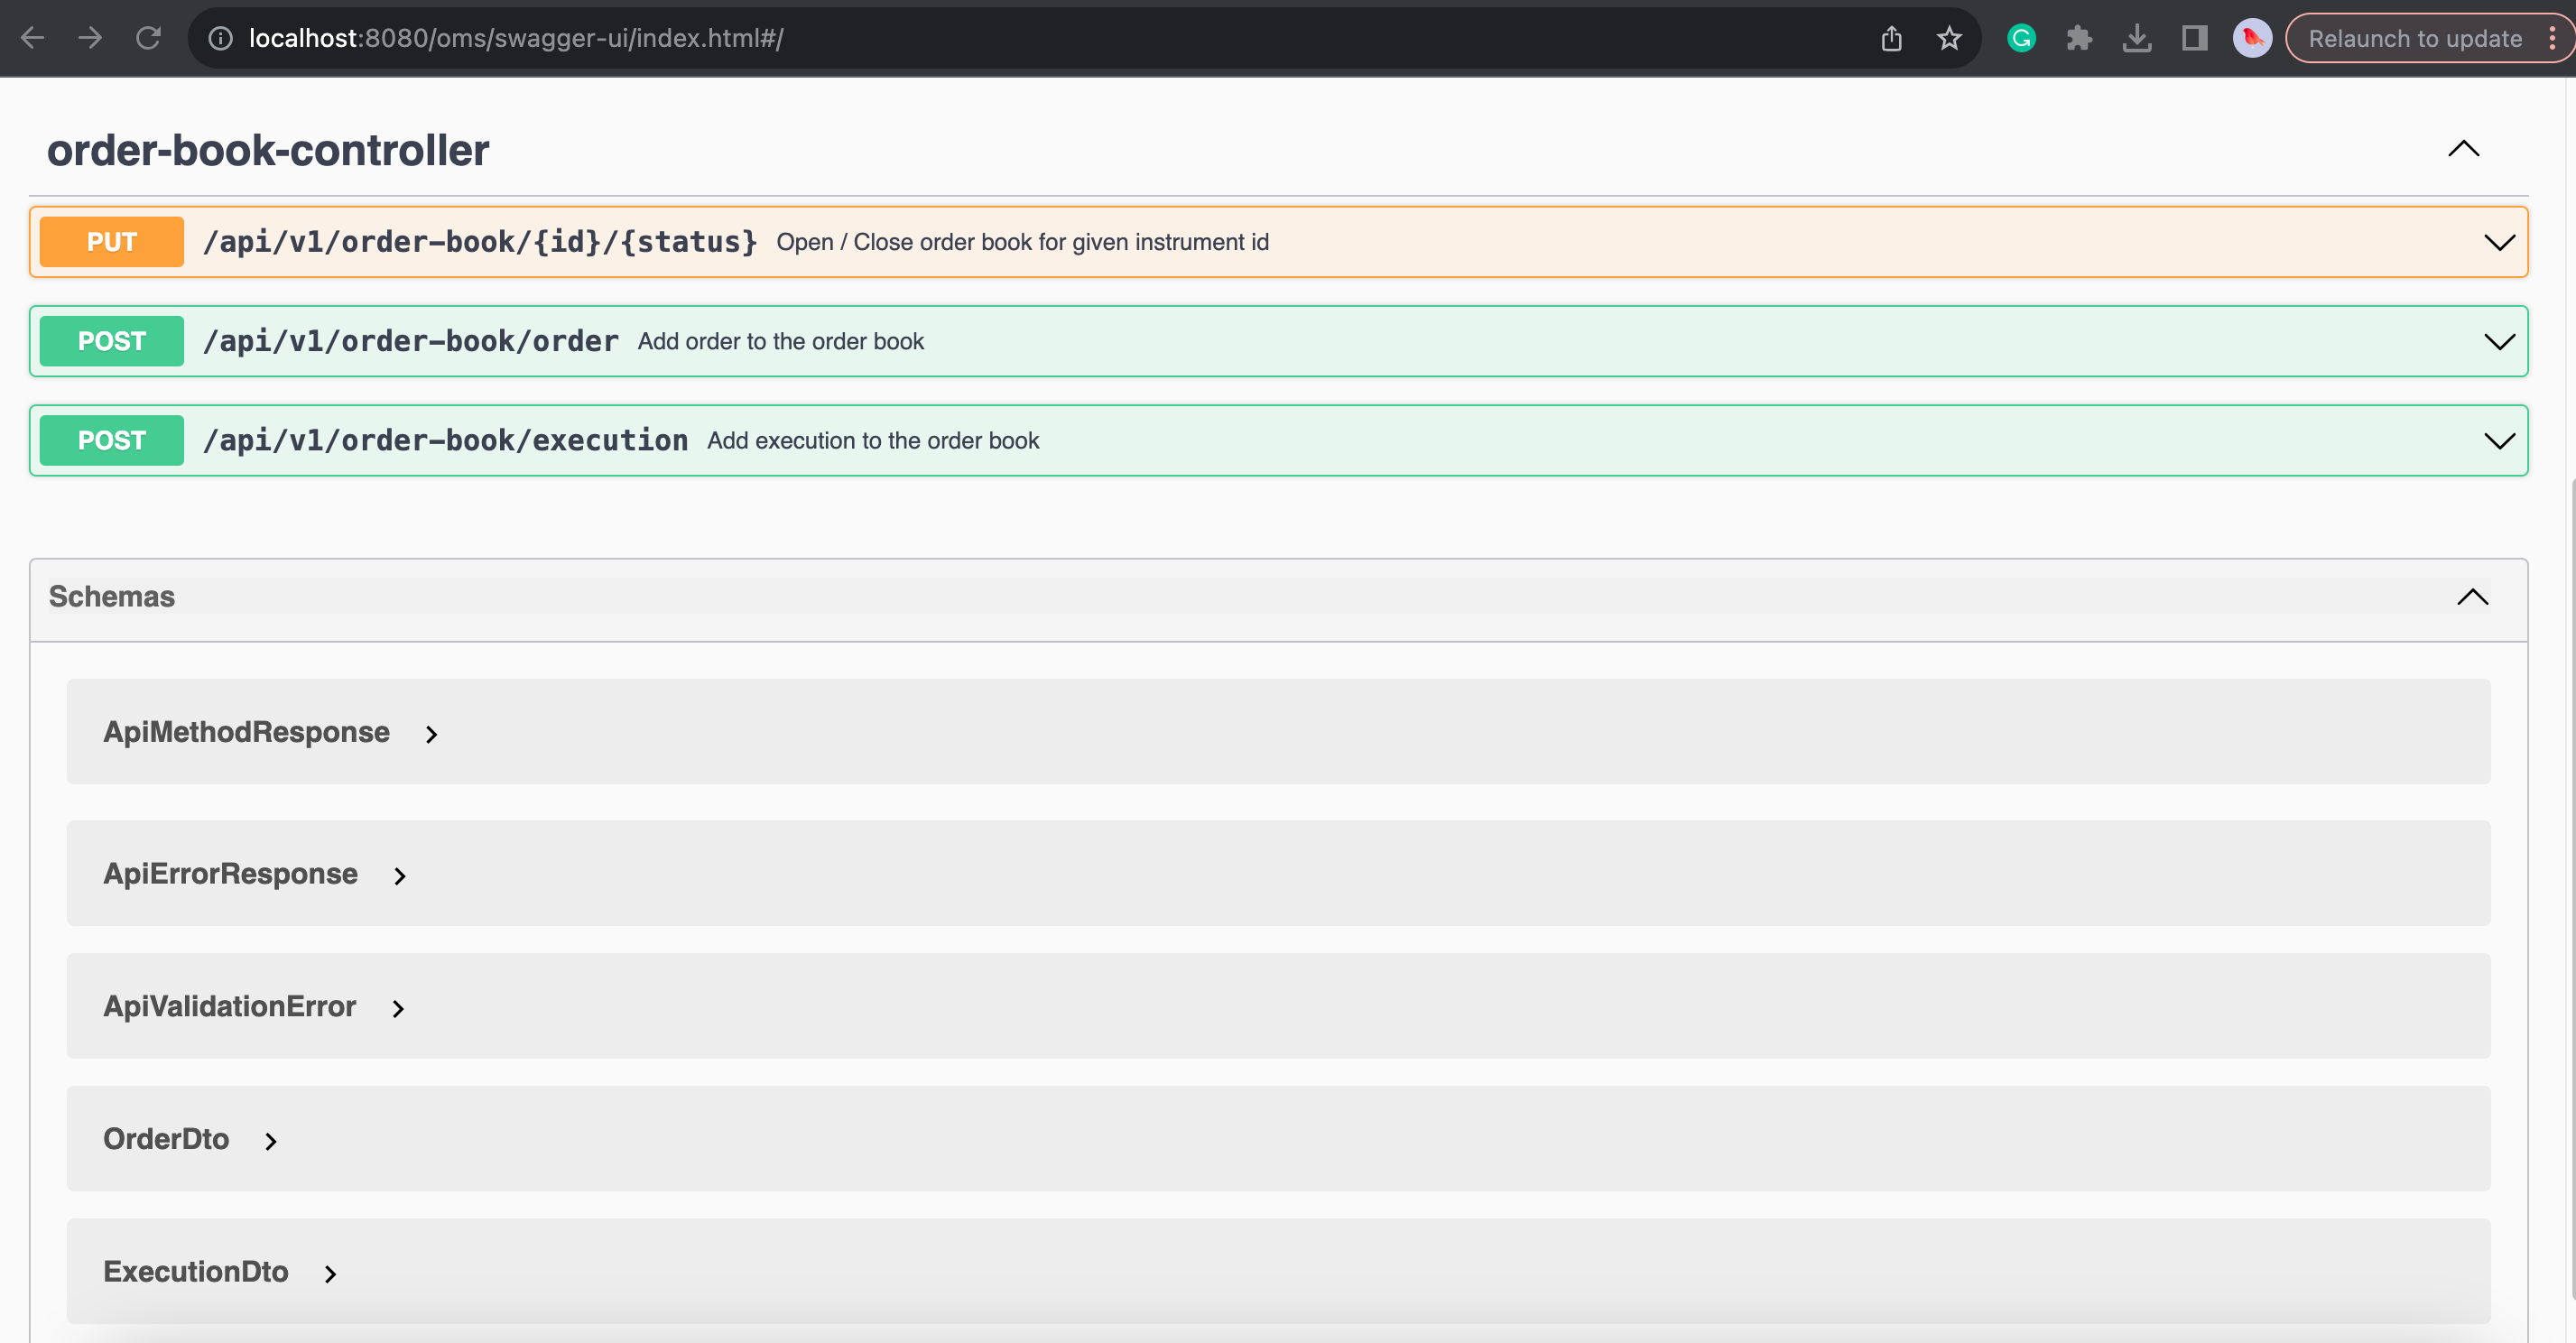 localhost:8080/oms/swagger-ui/index.html#/
Relaunch to update
order-book-controller
PUT /api/v1/order-book/{id}/{status} Open / Close order book for given instrument id
POST /api/v1/order-book/order Add order to the order book
POST /api/v1/order-book/execution Add execution to the order book
Schemas
ApiMethodResponse
ApiErrorResponse
ApiValidationError
OrderDto
ExecutionDto